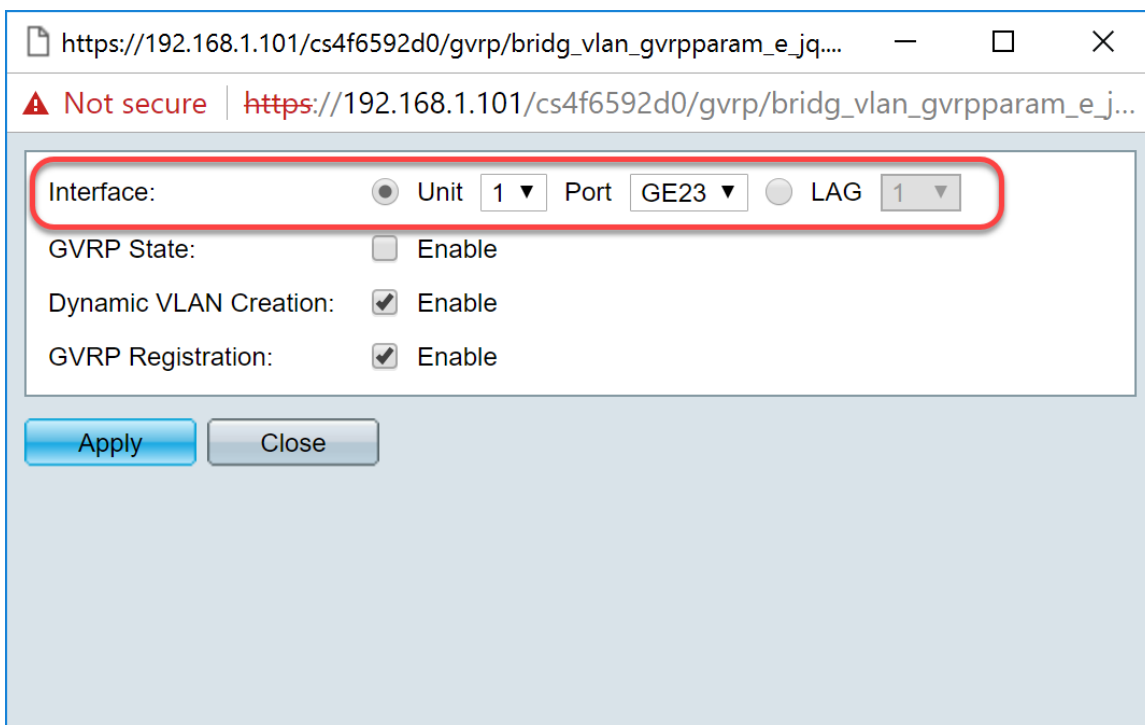 https://192.168.1.101/cs4f6592d0/gvrp/bridg_vlan_gvrpparam_e_jq....
Not secure https://192.168.1.101/cs4f6592d0/gvrp/bridg_vlan_gvrpparam_e_j...
Interface: Unit 1 Port GE23 LAG 1
GVRP State: Enable
Dynamic VLAN Creation: Enable
GVRP Registration: Enable
Apply Close